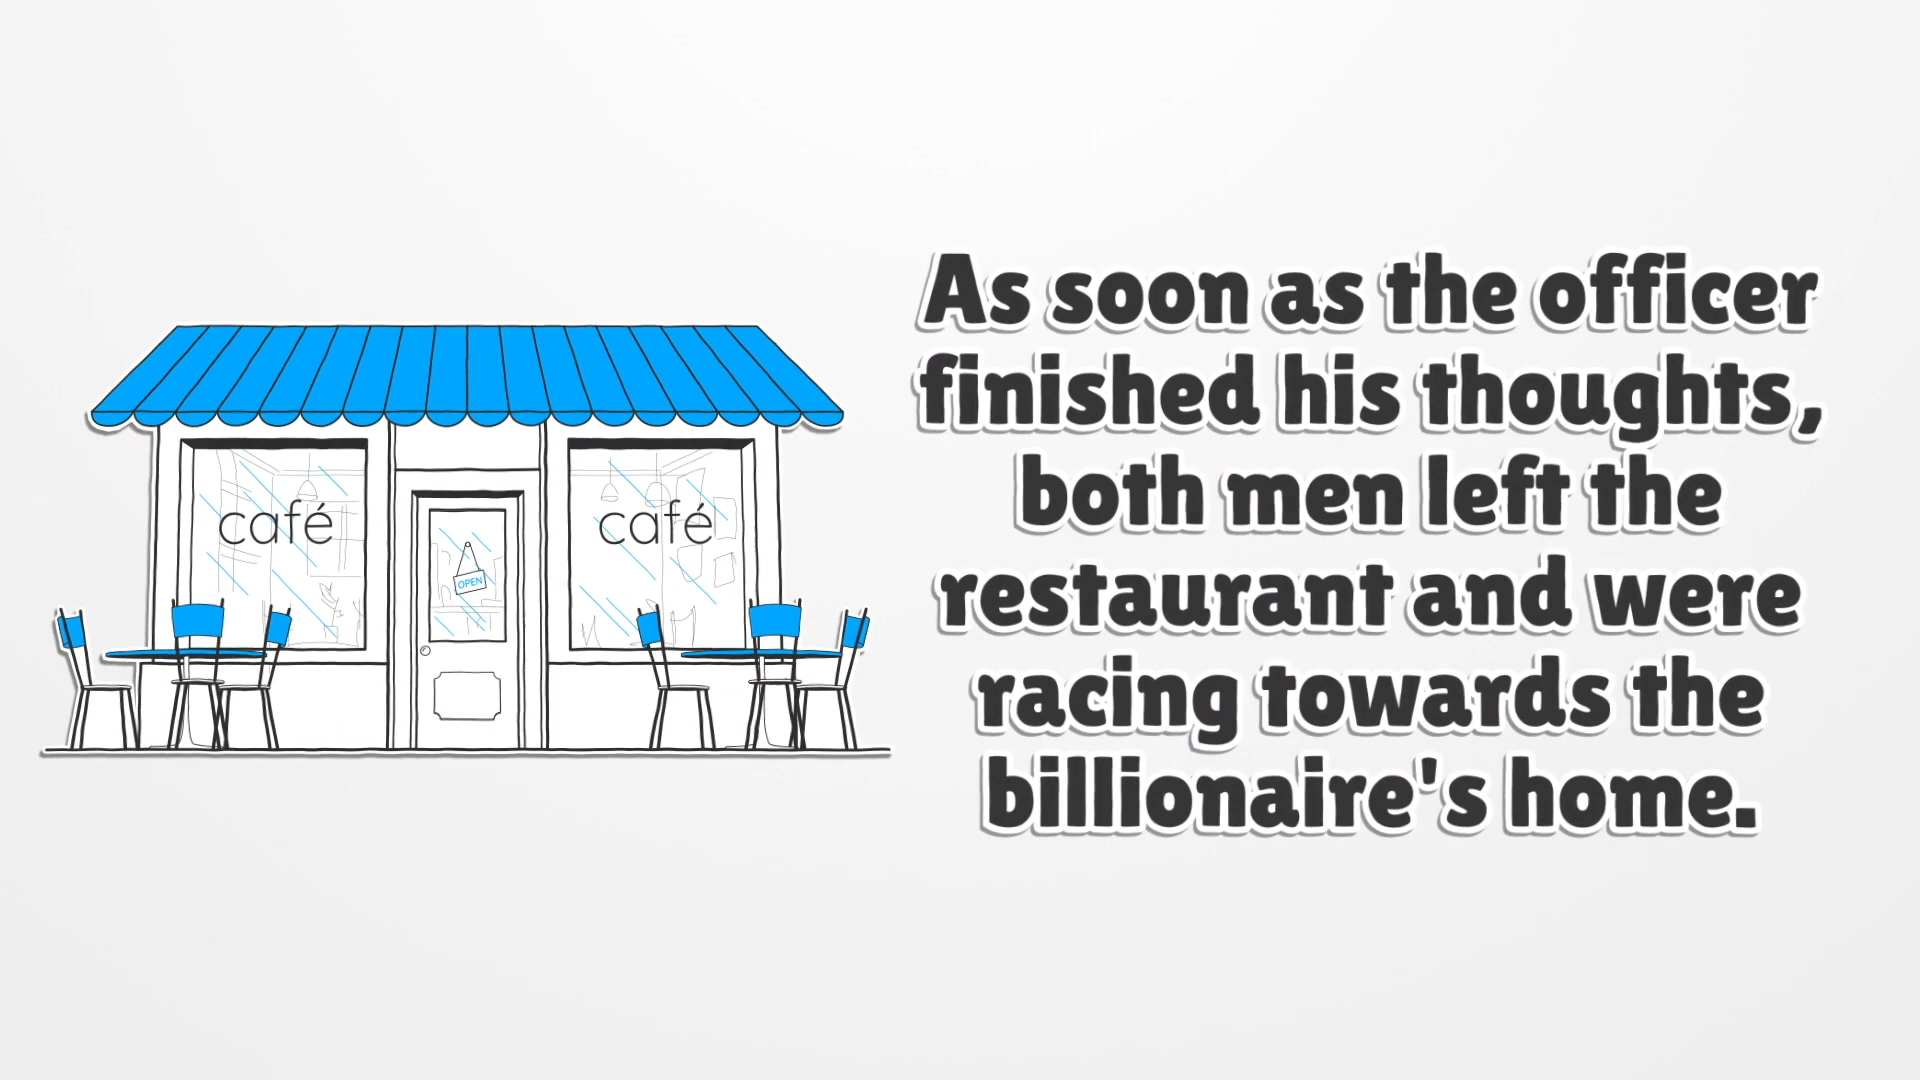 café
café
OPEN
As soon as the officer
finished his thoughts,
both men left the
restaurant and were
racing towards the
billionaire's home.